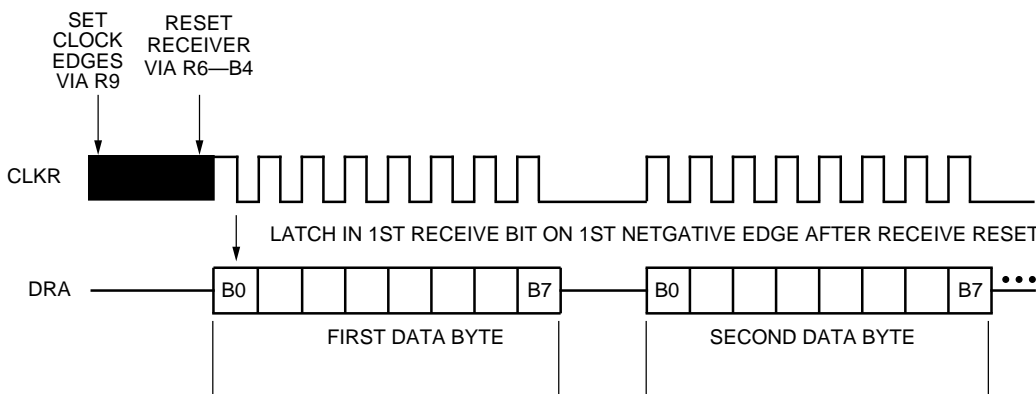 SET
CLOCK
EDGES
VIA R9
RESET
RECEIVER
VIA R6—B4
CLKR
LATCH IN 1ST RECEIVE BIT ON 1ST NETGATIVE EDGE AFTER RECEIVE RESET
DRA
B0
B7
B0
B7
FIRST DATA BYTE
SECOND DATA BYTE